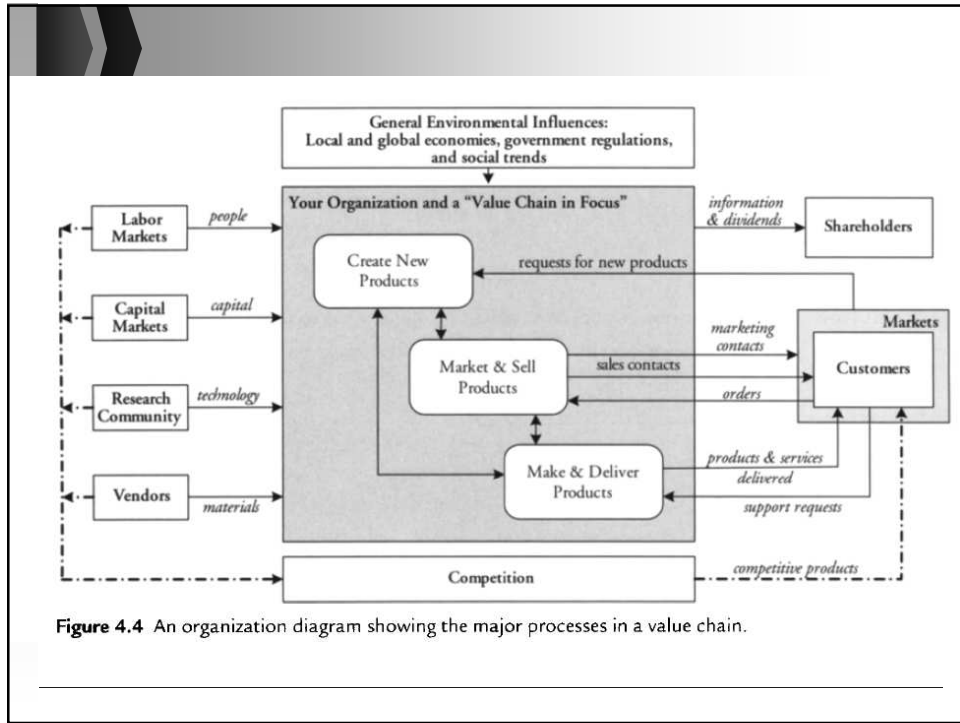 General Environmental Influences:
Local and global economies, government regulations,
and social trends
Your Organization and a "Value Chain in Focus"
Labor
Markets
people
Capital
Markets
capital
Research
Community
technology
Vendors
materials
Create New
Products
Market & Sell
Products
Make & Deliver
Products
information
& dividends
Shareholders
requests for new products
Markets
Customers
marketing
contacts
sales contacts
orders
products & services
delivered
support requests
Competition
competitive products
Figure 4.4 An organization diagram showing the major processes in a value chain.